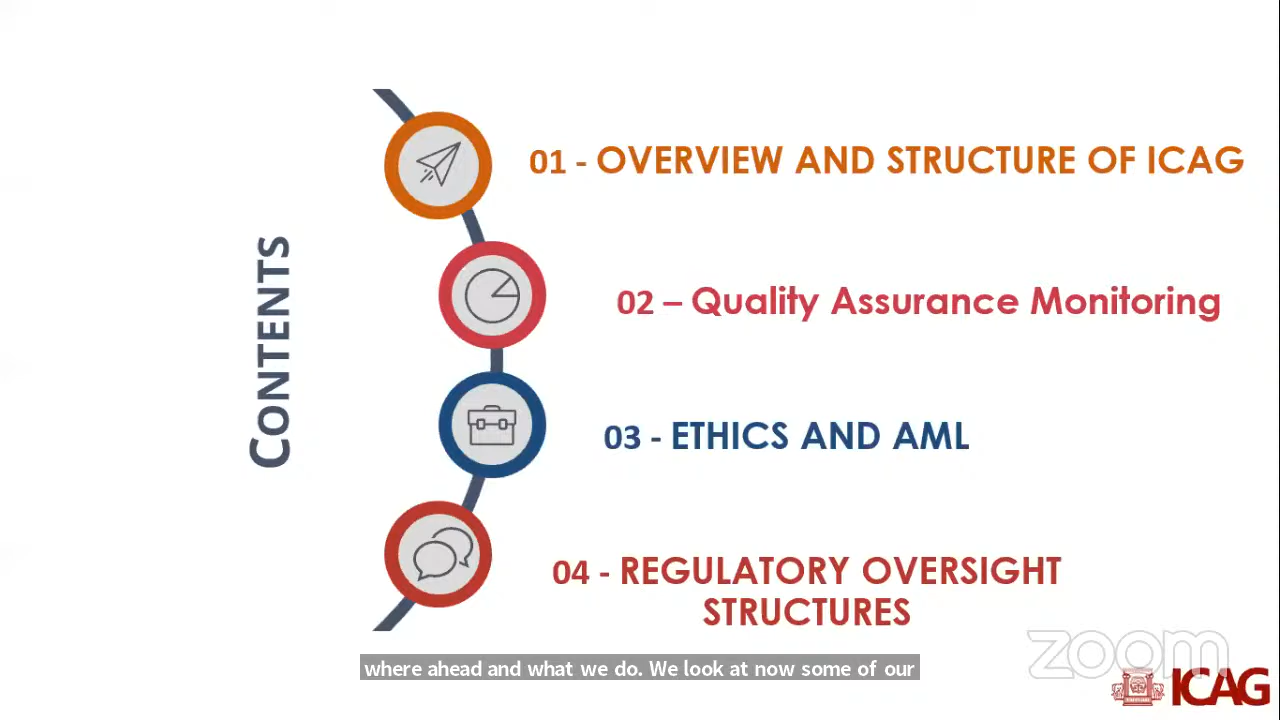 CONTENTS
01 - OVERVIEW AND STRUCTURE OF ICAG
02 – Quality Assurance Monitoring
03 - ETHICS AND AML
04 - REGULATORY OVERSIGHT
STRUCTURES
zoom
ICAG
where ahead and what we do. We look at now some of our